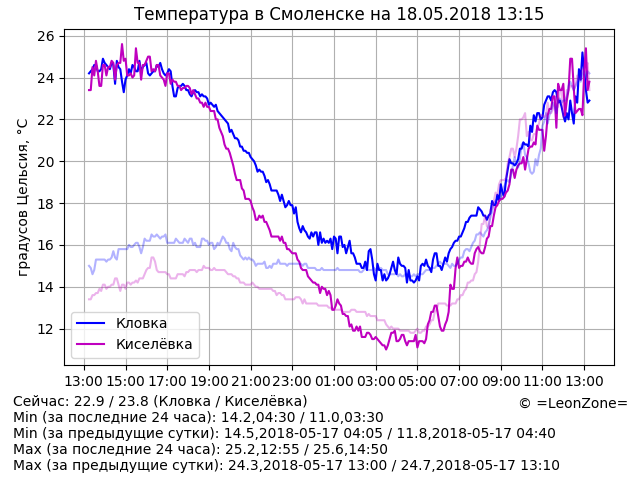 Температура в Смоленске на 18.05.2018 13:15
градусов Цельсия, °C
26
24
22
20
18
16
14
12
Кловка
Киселёвка
13:00 15:00 17:00 19:00 21:00 23:00 01:00 03:00 05:00 07:00 09:00 11:00 13:00
Сейчас: 22.9 / 23.8 (Кловка / Киселёвка)
© =LeonZone=
Min (за последние 24 часа): 14.2,04:30 / 11.0,03:30
Min (за предыдущие сутки): 14.5,2018-05-17 04:05 / 11.8,2018-05-17 04:40
Max (за последние 24 часа): 25.2,12:55 / 25.6,14:50
Max (за предыдущие сутки): 24.3,2018-05-17 13:00 / 24.7,2018-05-17 13:10